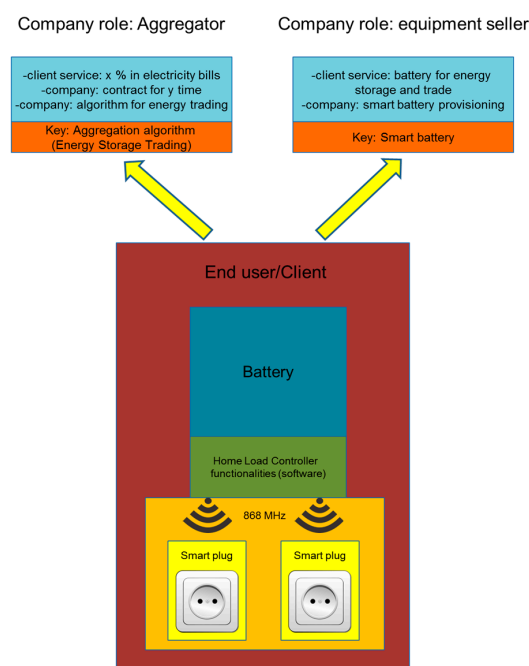 Company role: Aggregator
Company role: equipment seller
-client service: x % in electricity bills
-company: contract for y time
-company: algorithm for energy trading
Key: Aggregation algorithm
(Energy Storage Trading)
-client service: battery for energy
storage and trade
-company: smart battery provisioning
Key: Smart battery
End user/Client
Battery
Home Load Controller
functionalities (software)
868 MHz
Smart plug
Smart plug